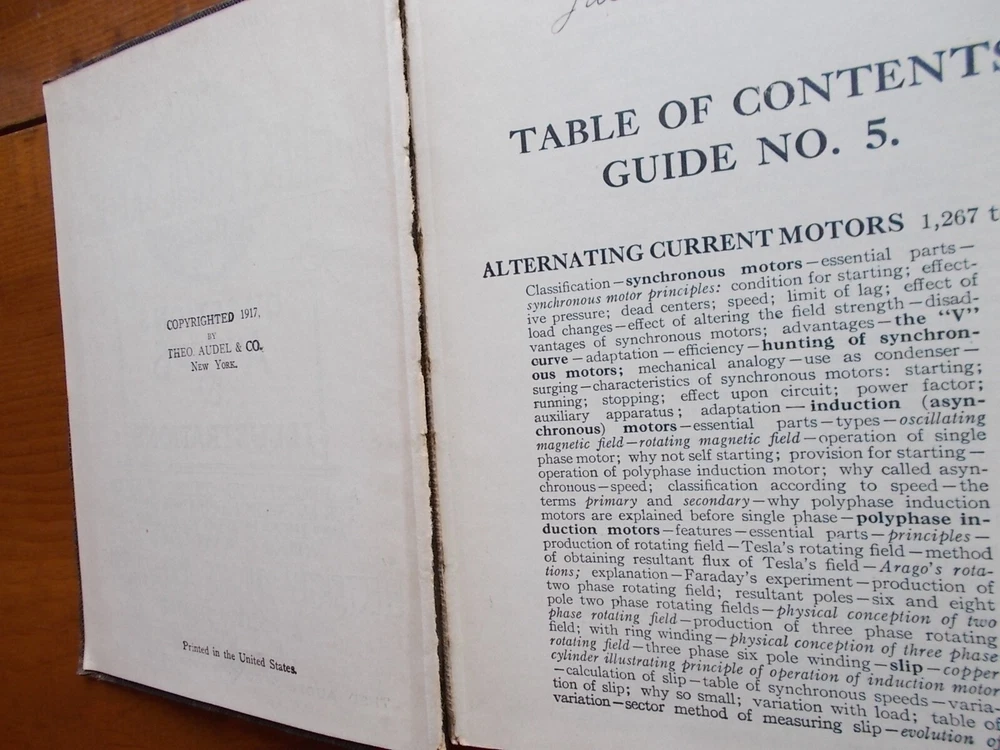 COPYRIGHTED 1917,
BY
THEO. AUDEL & CO.
NEW YORK.
Printed in the United States.
TABLE OF CONTENTS
GUIDE NO. 5.
ALTERNATING CURRENT MOTORS 1,267 t
Classification—synchronous motors—essential parts—
synchronous motor principles: condition for starting; effect-
ive pressure; dead centers; speed; limit of lag; effect of
load changes—effect of altering the field strength—disad-
vantages of synchronous motors; advantages—the "V"
curve—adaptation—efficiency—hunting of synchron-
ous motors; mechanical analogy—use as condenser—
surging—characteristics of synchronous motors: starting;
running; stopping; effect upon circuit; power factor;
auxiliary apparatus; adaptation—induction (asyn-
chronous) motors—essential parts—types—oscillating
magnetic field—rotating magnetic field—operation of single
phase motor; why not self starting; provision for starting—
operation of polyphase induction motor; why called asyn-
chronous—speed; classification according to speed—the
terms primary and secondary—why polyphase induction
motors are explained before single phase—polyphase in-
duction motors—features—essential parts—principles—
production of rotating field—Tesla's rotating field—method
of obtaining resultant flux of Tesla's field—Arago's rota-
tions; explanation—Faraday's experiment—production of
two phase rotating field; resultant poles—six and eight
pole two phase rotating fields—physical conception of two
phase rotating field—production of three phase rotating
field; with ring winding—physical conception of three phase
rotating field—three phase six pole winding—slip—copper
cylinder illustrating principle of operation of induction motor
—calculation of slip—table of synchronous speeds—varia-
tion of slip; why so small; variation with load; table of
variation—sector method of measuring slip—evolution of